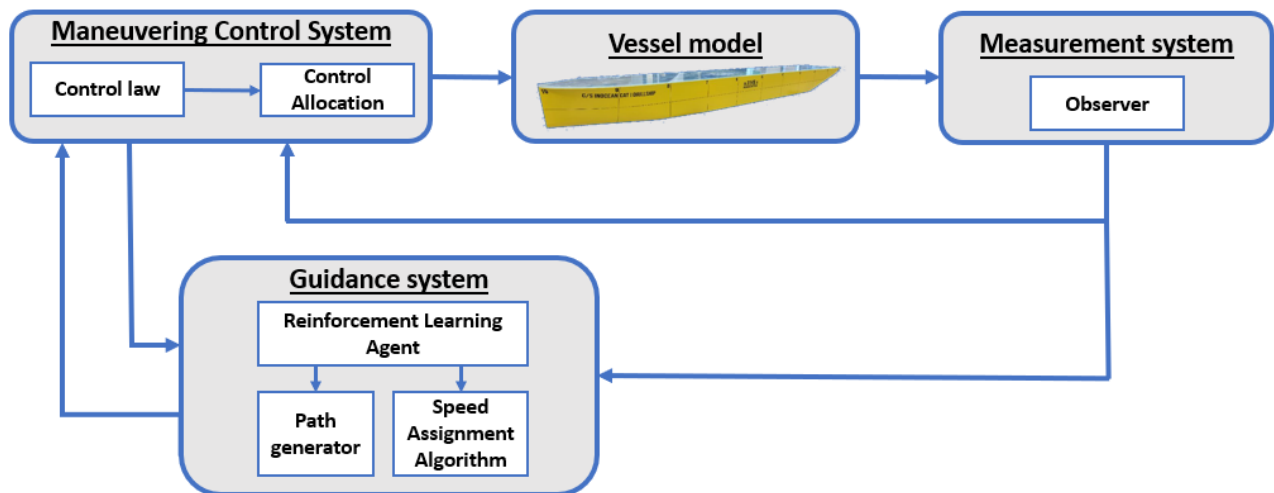 Maneuvering Control System
Control law
Control
Allocation
Vessel model
Measurement system
Observer
Guidance system
Reinforcement Learning
Agent
Path
generator
Speed
Assignment
Algorithm